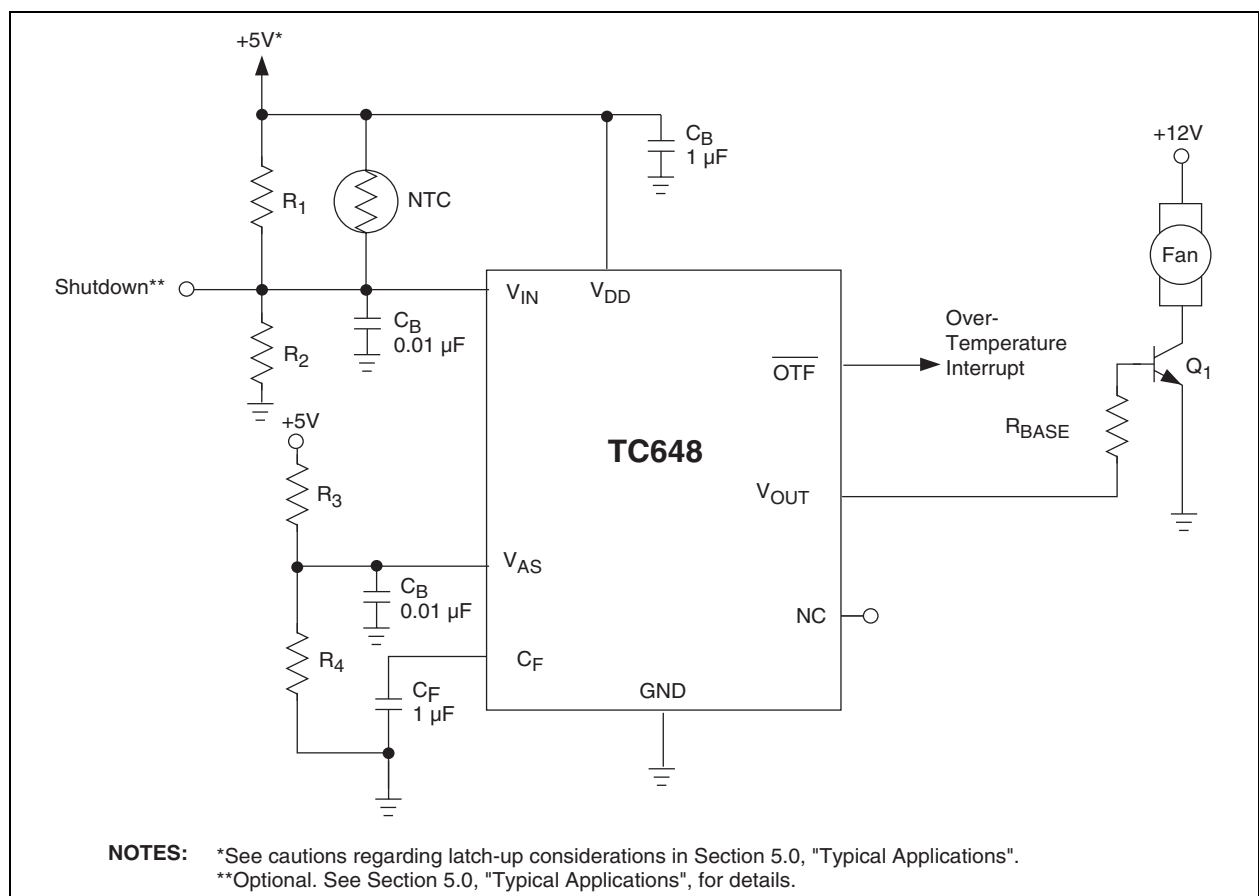 +5V*
C_B
1 µF
+12V
R_1
NTC
Fan
Shutdown**
V_IN
V_DD
C_B
0.01 µF
Over-
Temperature
Interrupt
R_2
OTF
Q_1
+5V
R_BASE
TC648
R_3
V_OUT
V_AS
C_B
0.01 µF
NC
R_4
C_F
C_F
1 µF
GND
NOTES: *See cautions regarding latch-up considerations in Section 5.0, "Typical Applications".
**Optional. See Section 5.0, "Typical Applications", for details.